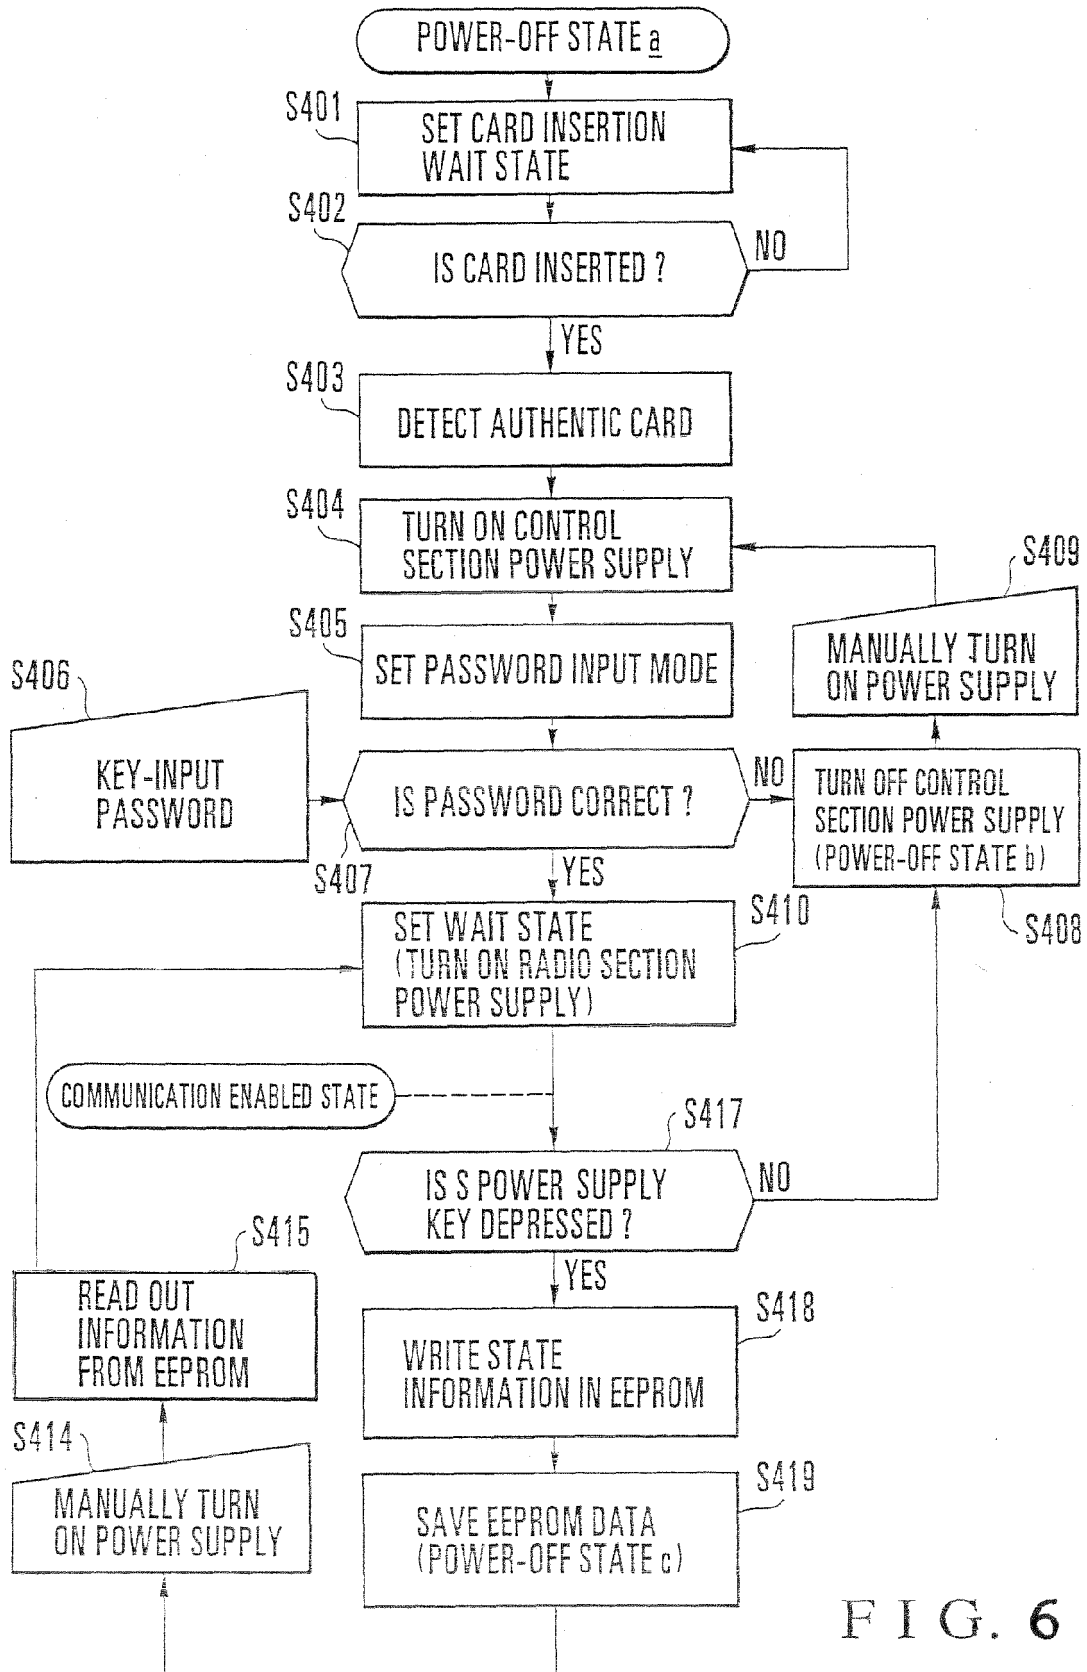 POWER-OFF STATE a
S401
SET CARD INSERTION
WAIT STATE
S402
IS CARD INSERTED ?
NO
YES
S403
DETECT AUTHENTIC CARD
S404
TURN ON CONTROL
SECTION POWER SUPPLY
S409
MANUALLY TURN
ON POWER SUPPLY
S405
SET PASSWORD INPUT MODE
S406
KEY-INPUT
PASSWORD
IS PASSWORD CORRECT ?
S407
NO
TURN OFF CONTROL
SECTION POWER SUPPLY
(POWER-OFF STATE b)
S408
YES
SET WAIT STATE
(TURN ON RADIO SECTION
POWER SUPPLY)
S410
COMMUNICATION ENABLED STATE
S417
IS S POWER SUPPLY
KEY DEPRESSED ?
NO
YES
S415
READ OUT
INFORMATION
FROM EEPROM
S418
WRITE STATE
INFORMATION IN EEPROM
S414
MANUALLY TURN
ON POWER SUPPLY
S419
SAVE EEPROM DATA
(POWER-OFF STATE c)
FIG. 6